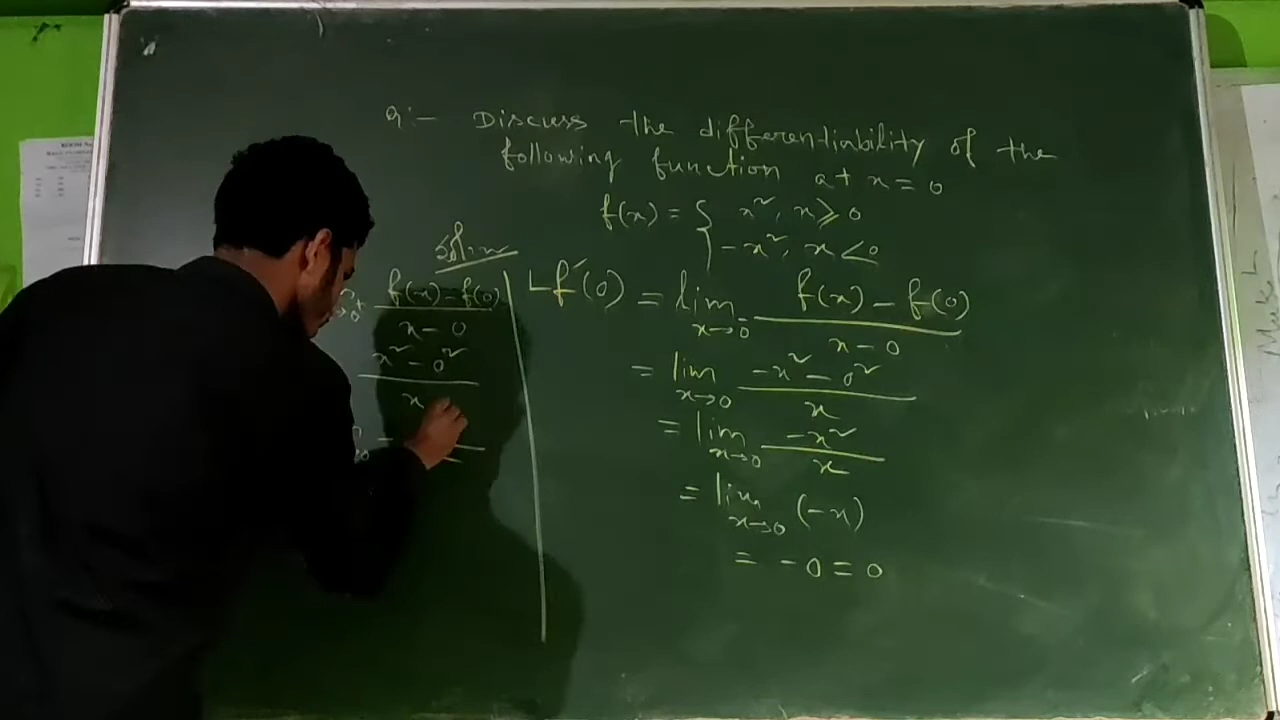 Q:- Discuss the differentiability of the
following function at x = 0
f(x) = { x², x ≥ 0
-x², x < 0
Soln
x→0⁺ f(x) - f(0)
x - 0
x² - 0²
x
Lf'(0) = lim x→0⁻ f(x) - f(0)
x - 0
= lim x→0 -x² - 0²
x
= lim x→0 -x²
x
= lim x→0 (-x)
= -0 = 0